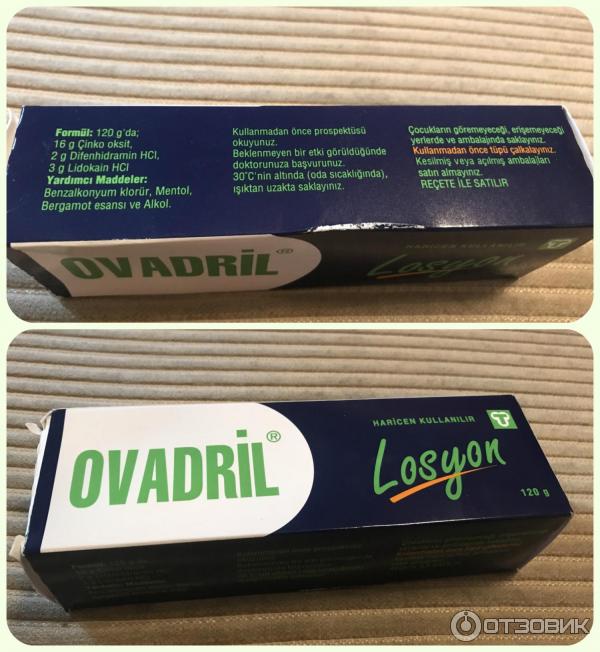 Formül: 120 g'da;
16 g Çinko oksit,
2 g Difenhidramin HCl,
3 g Lidokain HCl
Yardımcı Maddeler:
Benzalkonyum klorür, Mentol,
Bergamot esansı ve Alkol.
Kullanmadan önce prospektüsü
okuyunuz.
Beklenmeyen bir etki görüldüğünde
doktorunuza başvurunuz.
30°C'nin altında (oda sıcaklığında),
ışıktan uzakta saklayınız.
Çocukların göremeyeceği, erişemeyeceği
yerlerde ve ambalajında saklayınız.
Kullanmadan önce tüpü çalkalayınız.
Kesilmiş veya açılmış ambalajları
satın almayınız.
REÇETE İLE SATILIR
OVADRİL®
HARİCEN KULLANILIR
Losyon
OVADRİL®
HARİCEN KULLANILIR
Losyon
120 g
ОТЗОВИК